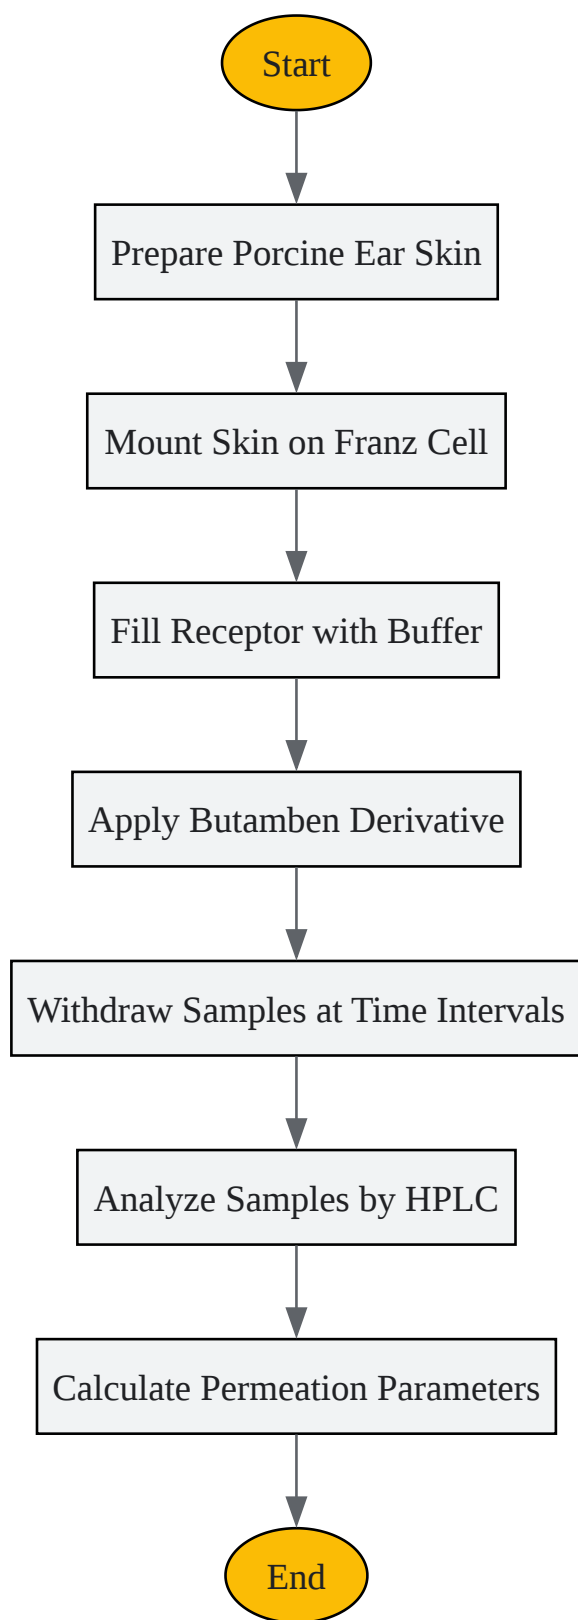 Start
Prepare Porcine Ear Skin
Mount Skin on Franz Cell
Fill Receptor with Buffer
Apply Butamben Derivative
Withdraw Samples at Time Intervals
Analyze Samples by HPLC
Calculate Permeation Parameters
End